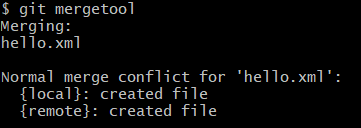 $ git mergetool
Merging:
hello.xml

Normal merge conflict for 'hello.xml':
  {local}: created file
  {remote}: created file